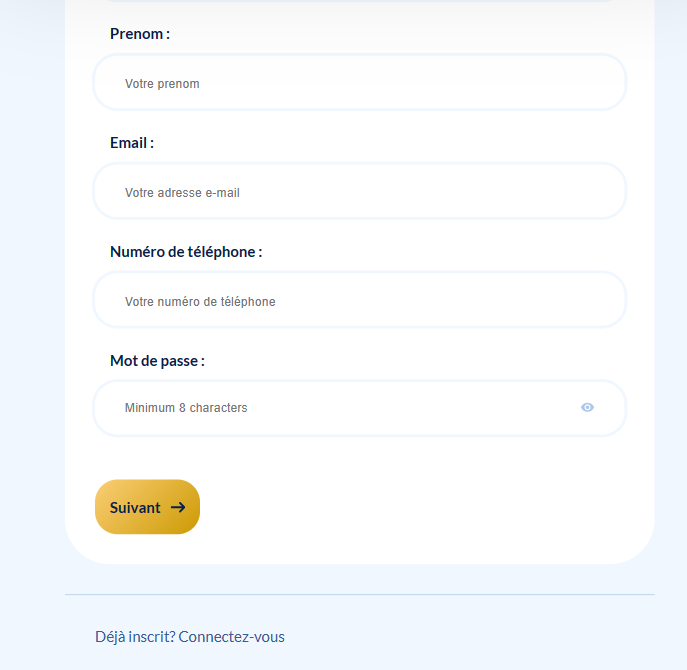 Prenom :
Votre prenom
Email :
Votre adresse e-mail
Numéro de téléphone :
Votre numéro de téléphone
Mot de passe :
Minimum 8 characters
Suivant
Déjà inscrit? Connectez-vous